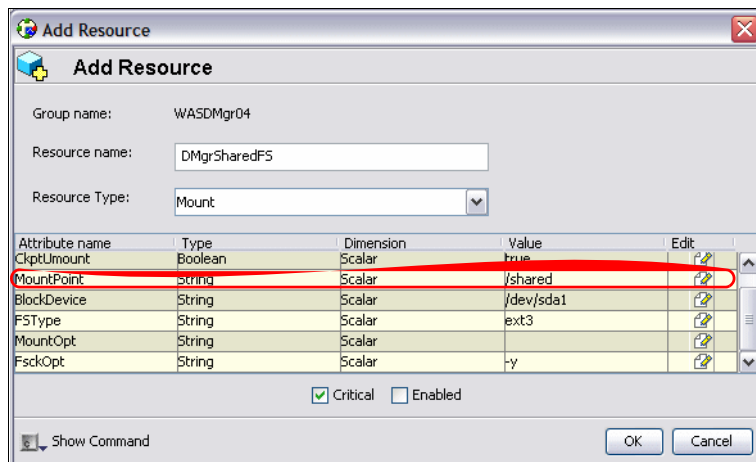 Add Resource
Add Resource
Group name: WASDMgr04
Resource name: DMgrSharedFS
Resource Type: Mount
Attribute name Type Dimension Value Edit
CkptUmount Boolean Scalar true
MountPoint String Scalar /shared
BlockDevice String Scalar /dev/sda1
FSType String Scalar ext3
MountOpt String Scalar
FsckOpt String Scalar -y
Critical Enabled
Show Command OK Cancel